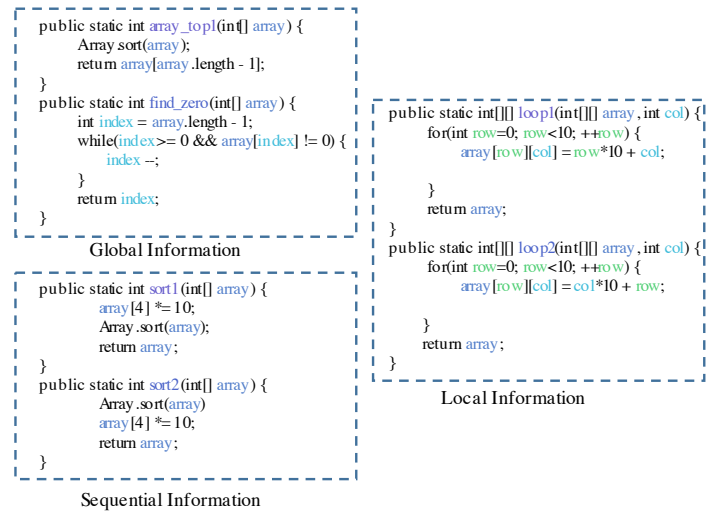 public static int array_top1(int[] array) {
Array.sort(array);
return array[array.length - 1];
}
public static int find_zero(int[] array) {
int index = array.length - 1;
while(index>= 0 && array[index] != 0) {
index --;
}
return index;
}
Global Information
public static int sort1 (int[] array) {
array[4] *= 10;
Array.sort(array);
return array;
}
public static int sort2(int[] array) {
Array.sort(array)
array[4] *= 10;
return array;
}
Sequential Information
public static int[][] loop1(int[][] array, int col) {
for(int row=0; row<10; ++row) {
array[row][col] = row*10 + col;
}
return array;
}
public static int[][] loop2(int[][] array, int col) {
for(int row=0; row<10; ++row) {
array[row][col] = col*10 + row;
}
return array;
}
Local Information